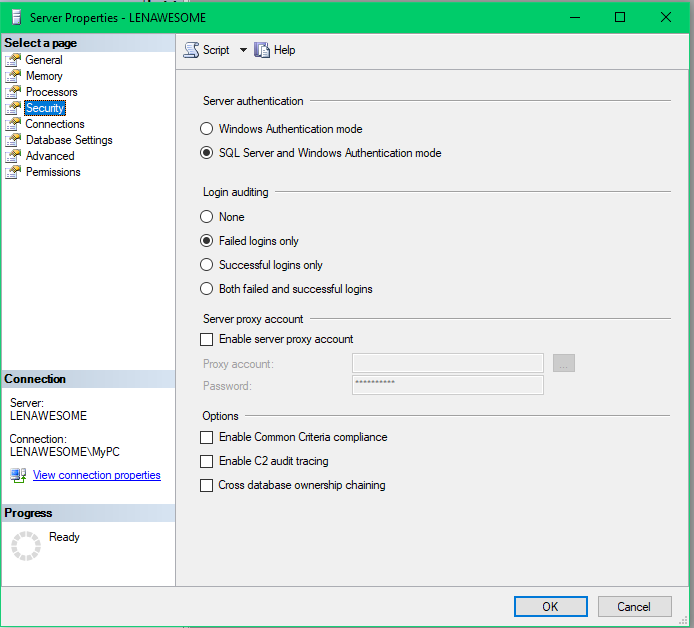 Server Properties - LENAWESOME
Select a page
General
Memory
Processors
Security
Connections
Database Settings
Advanced
Permissions
Connection
Server:
LENAWESOME
Connection:
LENAWESOME\MyPC
View connection properties
Progress
Ready
Script
Help
Server authentication
Windows Authentication mode
SQL Server and Windows Authentication mode
Login auditing
None
Failed logins only
Successful logins only
Both failed and successful logins
Server proxy account
Enable server proxy account
Proxy account:
...
Password:
**********
Options
Enable Common Criteria compliance
Enable C2 audit tracing
Cross database ownership chaining
OK
Cancel